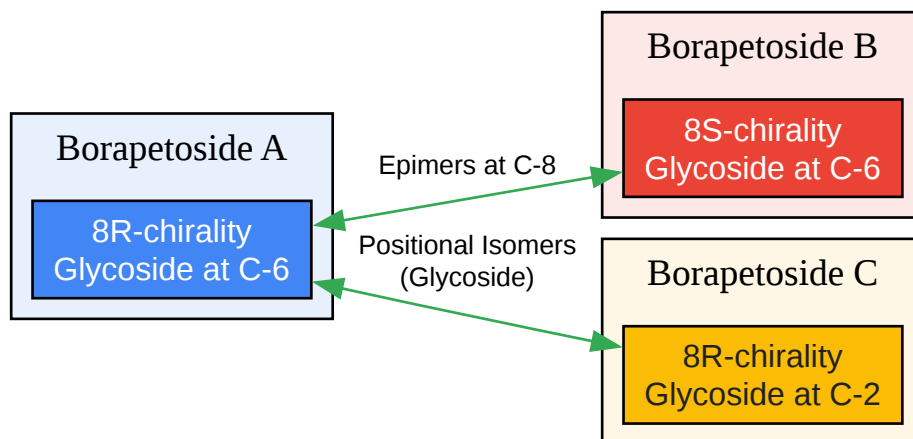 Borapetoside A
8R-chirality
Glycoside at C-6
Epimers at C-8
Positional Isomers
(Glycoside)
Borapetoside B
8S-chirality
Glycoside at C-6
Borapetoside C
8R-chirality
Glycoside at C-2